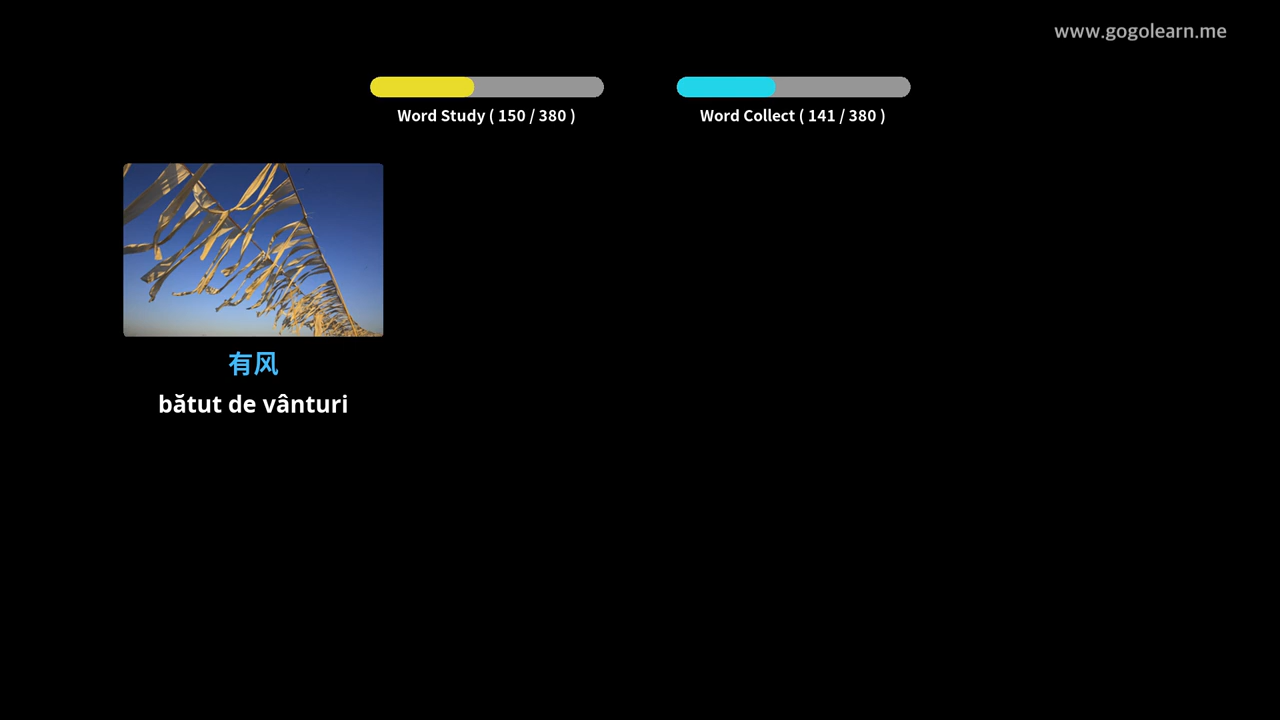 www.gogolearn.me
Word Study ( 150 / 380 )
Word Collect ( 141 / 380 )
有风
bătut de vânturi